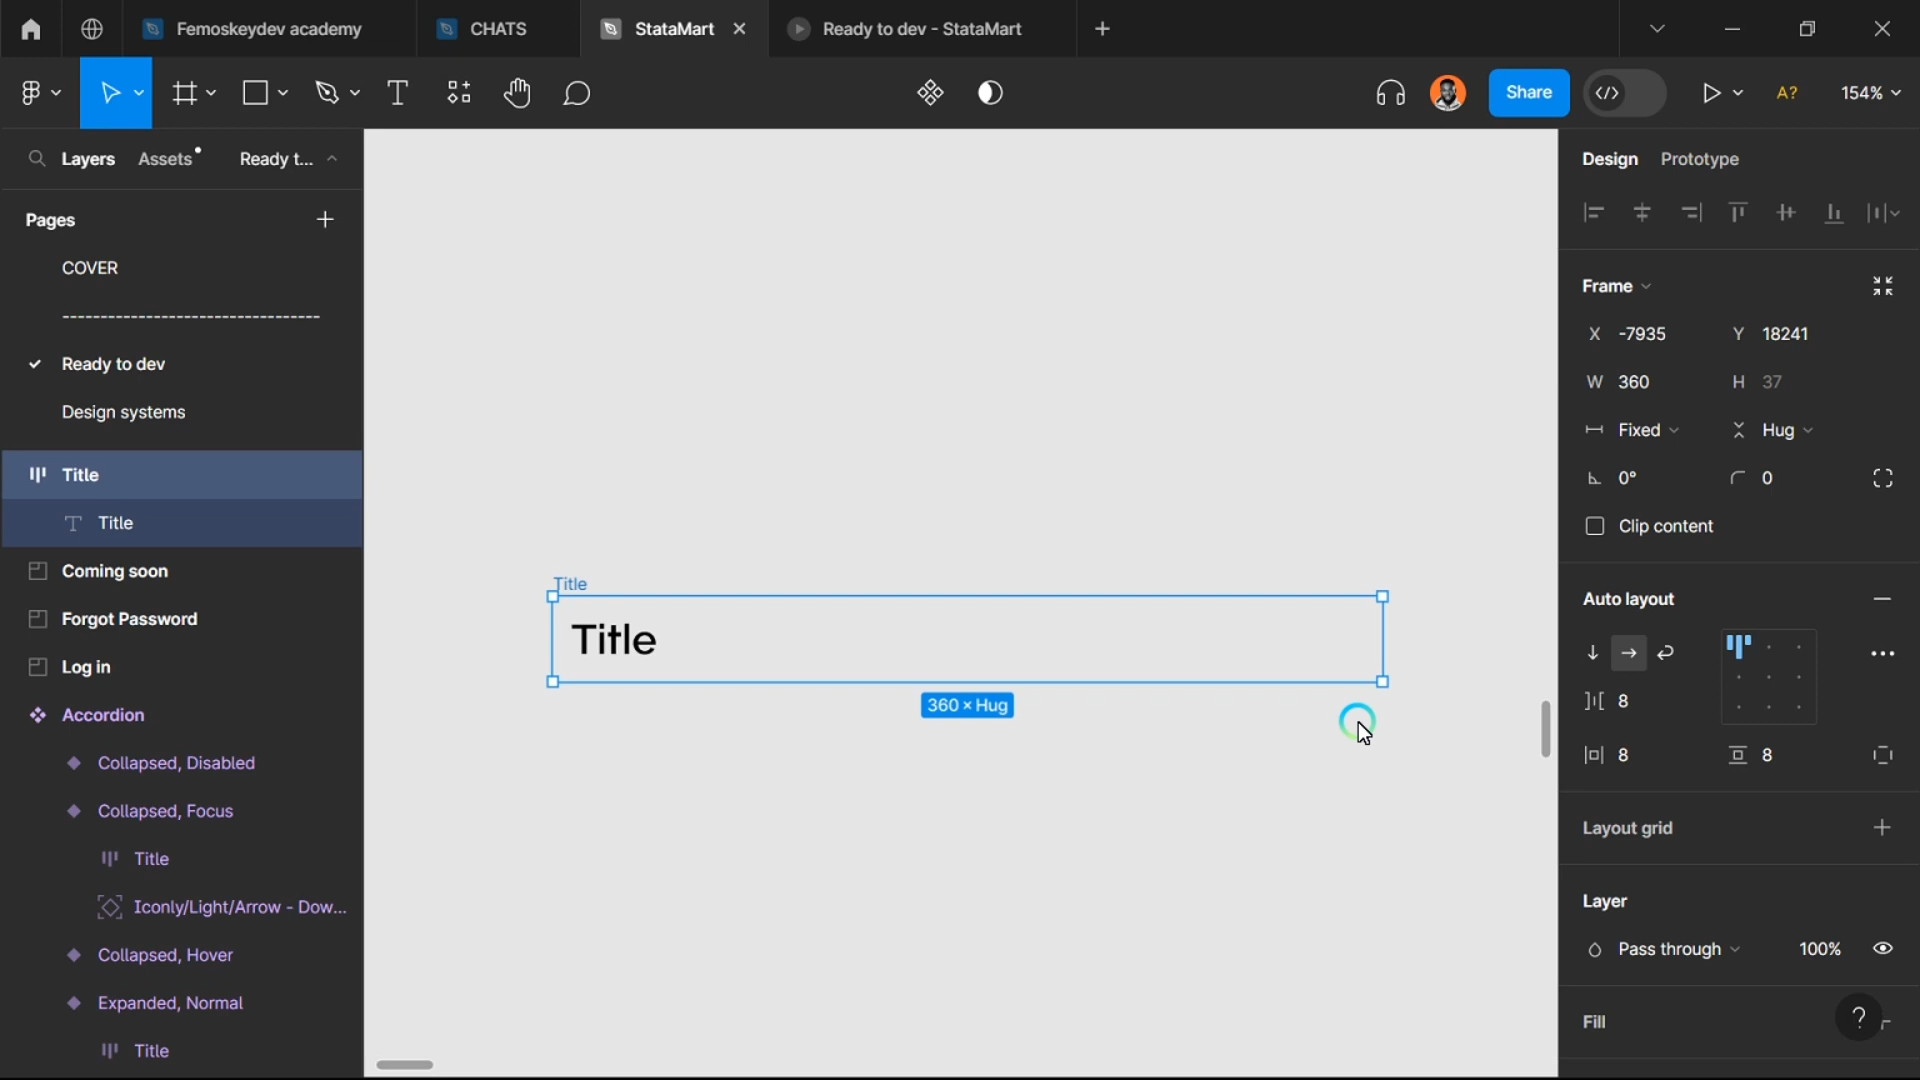 Femoskeydev academy
CHATS
StataMart
Ready to dev - StataMart
Share
A?
154%
Layers
Assets
Ready t...
Pages
COVER
----------------------------------
Ready to dev
Design systems
Title
Title
Coming soon
Forgot Password
Log in
Accordion
Collapsed, Disabled
Collapsed, Focus
Title
Iconly/Light/Arrow - Dow...
Collapsed, Hover
Expanded, Normal
Title
Title
Title
360 × Hug
Design
Prototype
Frame
X -7935
Y 18241
W 360
H 37
Fixed
Hug
0°
0
Clip content
Auto layout
8
8
8
Layout grid
Layer
Pass through
100%
Fill
?